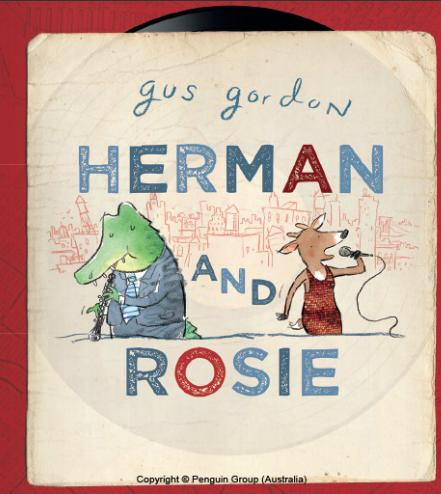 gus gordon
HERMAN
AND
ROSIE
Copyright © Penguin Group (Australia)